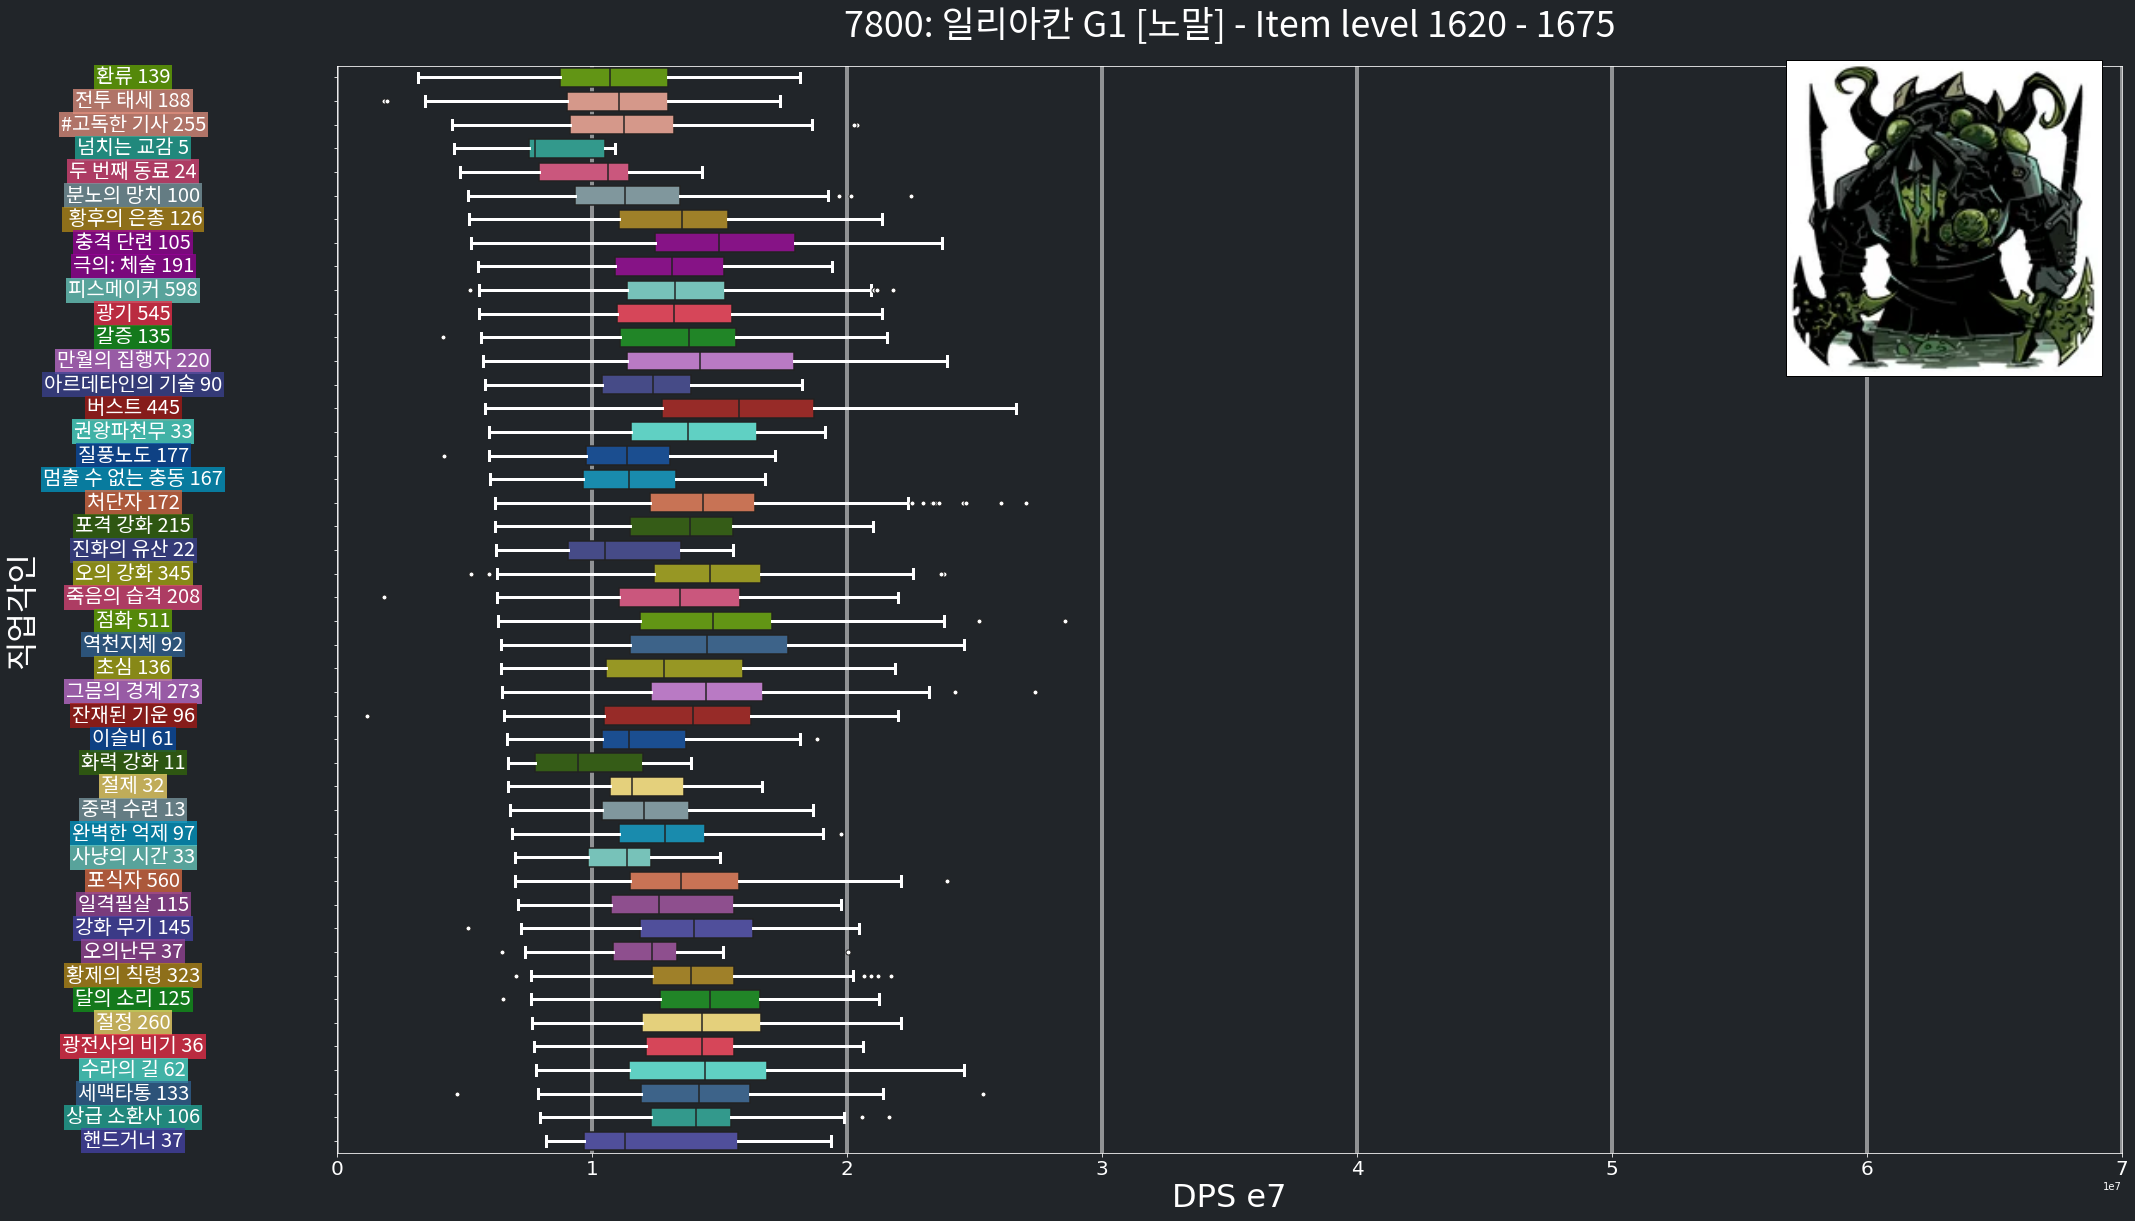 7800: 일리아칸 G1 [노말] - Item level 1620 - 1675
환류 139
전투 태세 188
#고독한 기사 255
넘치는 교감 5
두 번째 동료 24
분노의 망치 100
황후의 은총 126
충격 단련 105
극의: 체술 191
피스메이커 598
광기 545
갈증 135
만월의 집행자 220
아르데타인의 기술 90
버스트 445
권왕파천무 33
질풍노도 177
멈출 수 없는 충동 167
처단자 172
포격 강화 215
진화의 유산 22
오의 강화 345
죽음의 습격 208
점화 511
역천지체 92
초심 136
그믐의 경계 273
잔재된 기운 96
이슬비 61
화력 강화 11
절제 32
중력 수련 13
완벽한 억제 97
사냥의 시간 33
포식자 560
일격필살 115
강화 무기 145
오의난무 37
황제의 칙령 323
달의 소리 125
절정 260
광전사의 비기 36
수라의 길 62
세맥타통 133
상급 소환사 106
핸드거너 37
직업각인
0 1 2 3 4 5 6 7
1e7
DPS e7